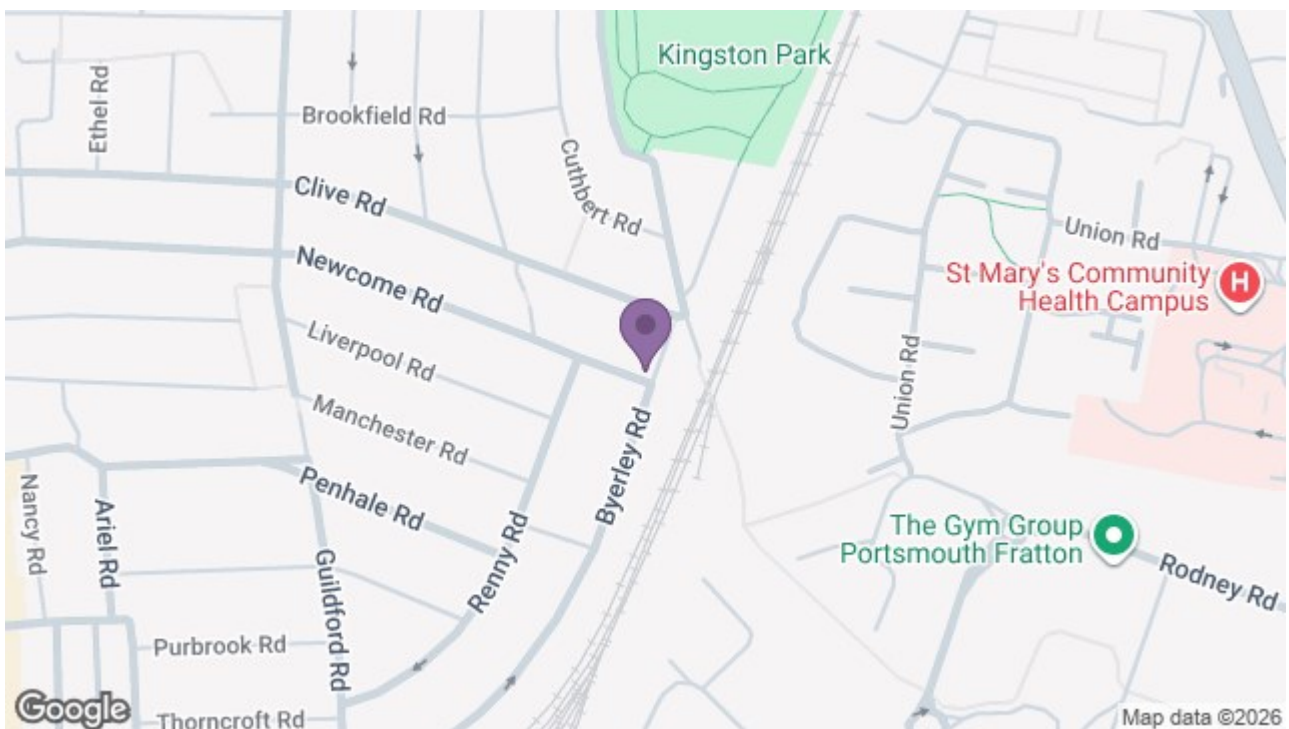 Kingston Park
Ethel Rd
Brookfield Rd
Cuthbert Rd
Clive Rd
Union Rd
Newcome Rd
St Mary's Community
Health Campus
H
Liverpool Rd
Union Rd
Manchester Rd
Byerley Rd
Penhale Rd
Nancy Rd
Ariel Rd
The Gym Group
Portsmouth Fratton
Renny Rd
Guildford Rd
Rodney Rd
Purbrook Rd
Thorncroft Rd
Google
Map data ©2026